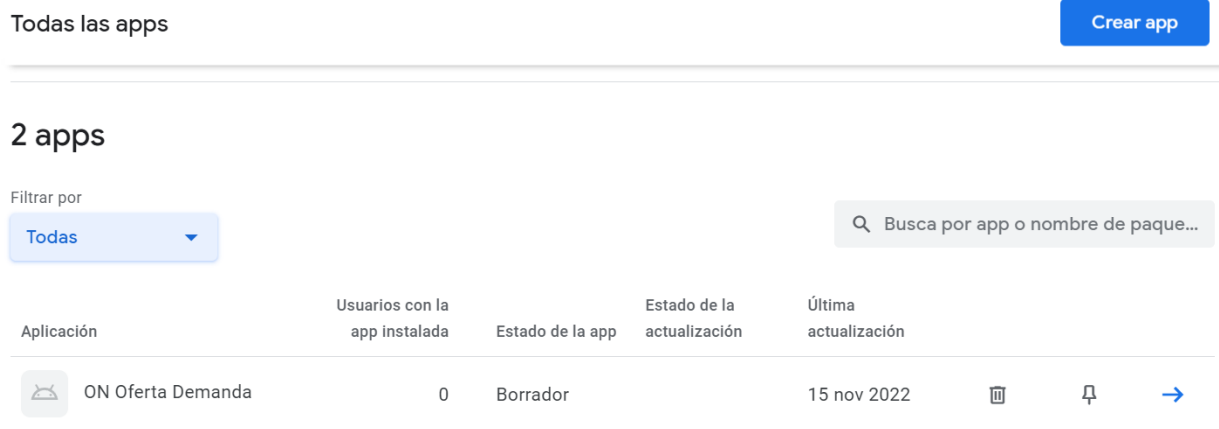 Todas las apps
Crear app
2 apps
Filtrar por
Todas
Busca por app o nombre de paque...
Aplicación
Usuarios con la
app instalada
Estado de la app
Estado de la
actualización
Última
actualización
ON Oferta Demanda
0
Borrador
15 nov 2022